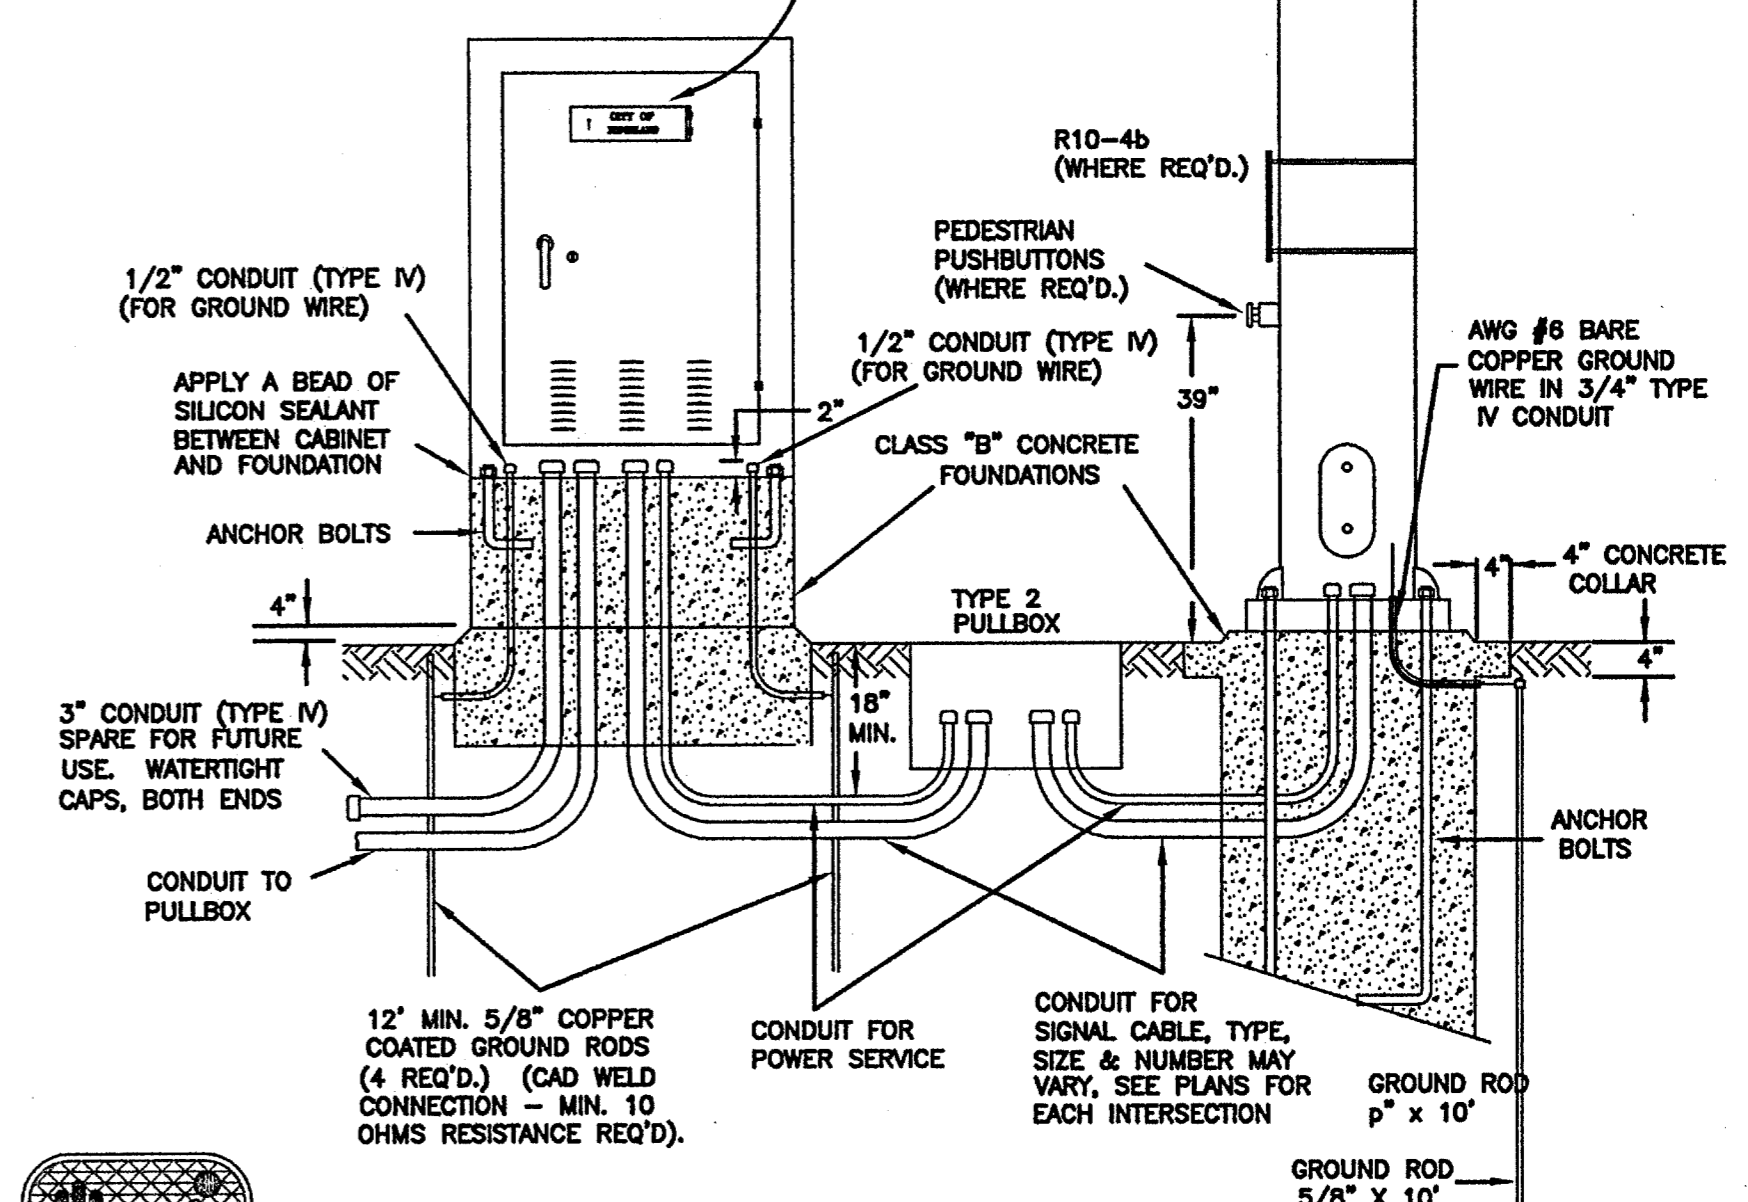 CITY OF
R10-4b
(WHERE REQ'D.)
PEDESTRIAN
PUSHBUTTONS
(WHERE REQ'D.)
1/2" CONDUIT (TYPE IV)
(FOR GROUND WIRE)
1/2" CONDUIT (TYPE IV)
(FOR GROUND WIRE)
AWG #6 BARE
COPPER GROUND
WIRE IN 3/4" TYPE
IV CONDUIT
APPLY A BEAD OF
SILICON SEALANT
BETWEEN CABINET
AND FOUNDATION
2"
39"
CLASS "B" CONCRETE
FOUNDATIONS
ANCHOR BOLTS
4"
4" CONCRETE
COLLAR
4"
TYPE 2
PULLBOX
4"
18"
MIN.
3" CONDUIT (TYPE IV)
SPARE FOR FUTURE
USE. WATERTIGHT
CAPS, BOTH ENDS
ANCHOR
BOLTS
CONDUIT TO
PULLBOX
12' MIN. 5/8" COPPER
COATED GROUND RODS
(4 REQ'D.) (CAD WELD
CONNECTION - MIN. 10
OHMS RESISTANCE REQ'D).
CONDUIT FOR
POWER SERVICE
CONDUIT FOR
SIGNAL CABLE, TYPE,
SIZE & NUMBER MAY
VARY, SEE PLANS FOR
EACH INTERSECTION
GROUND ROD
p" x 10'
GROUND ROD
5/8" X 10'